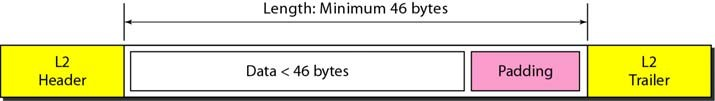 Length: Minimum 46 bytes
L2
Header
Data < 46 bytes
Padding
L2
Trailer